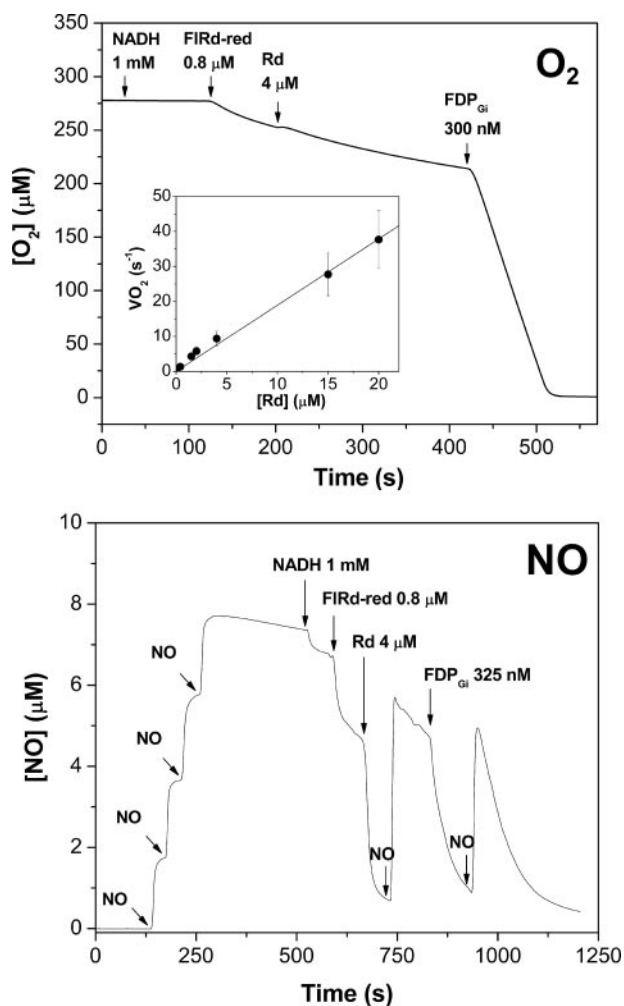 O₂
NADH
1 mM
FlRd-red
0.8 µM
Rd
4 µM
FDP_Gi
300 nM
350
300
250
200
150
100
50
0
[O₂] (µM)
50
40
30
20
10
0
VO₂ (s⁻¹)
0 5 10 15 20
[Rd] (µM)
0 100 200 300 400 500
Time (s)
NO
10
8
6
4
2
0
[NO] (µM)
NADH 1 mM
FlRd-red 0.8 µM
Rd 4 µM
FDP_Gi 325 nM
NO
NO
NO
NO
NO
NO
0 250 500 750 1000 1250
Time (s)